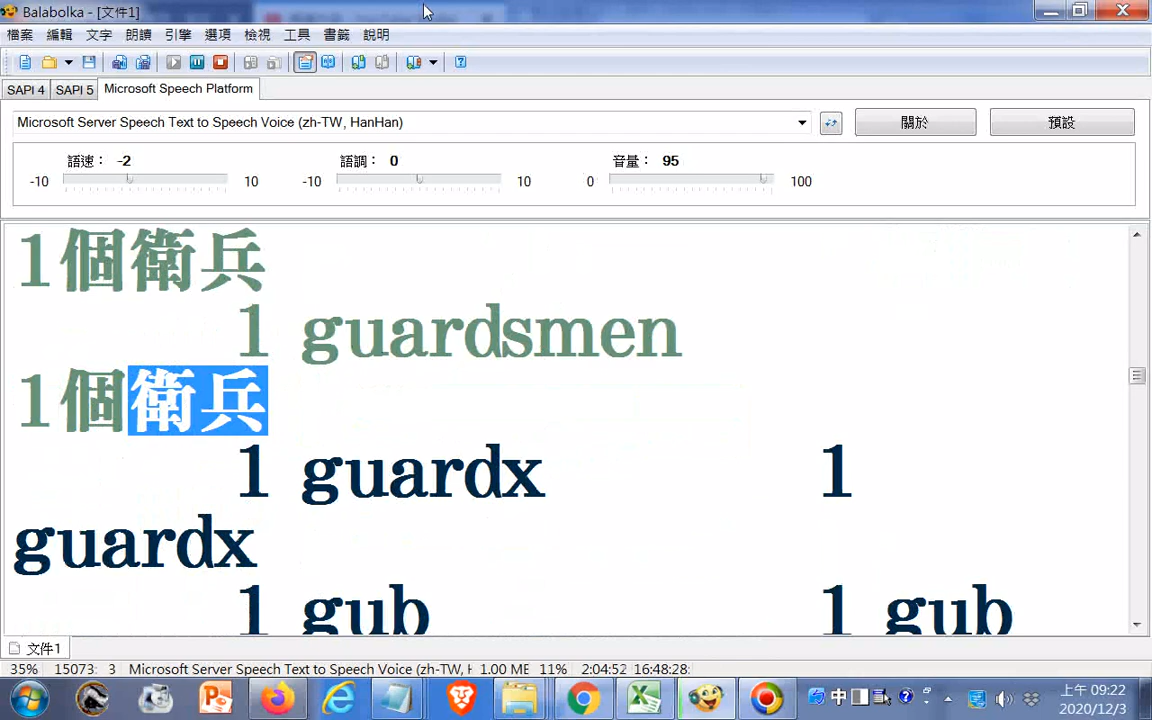 Balabolka - [文件1]
檔案 編輯 文字 朗讀 引擎 選項 檢視 工具 書籤 說明
SAPI 4 SAPI 5 Microsoft Speech Platform
Microsoft Server Speech Text to Speech Voice (zh-TW, HanHan) 關於 預設
語速： -2 語調： 0 音量： 95
-10 10 -10 10 0 100
1個衛兵
1 guardsmen
1個衛兵
1 guardx 1
guardx
1 gub 1 gub
文件1
35% 15073: 3 Microsoft Server Speech Text to Speech Voice (zh-TW, H 1.00 ME 11% 2:04:52 16:48:28:
中 上午 09:22
2020/12/3